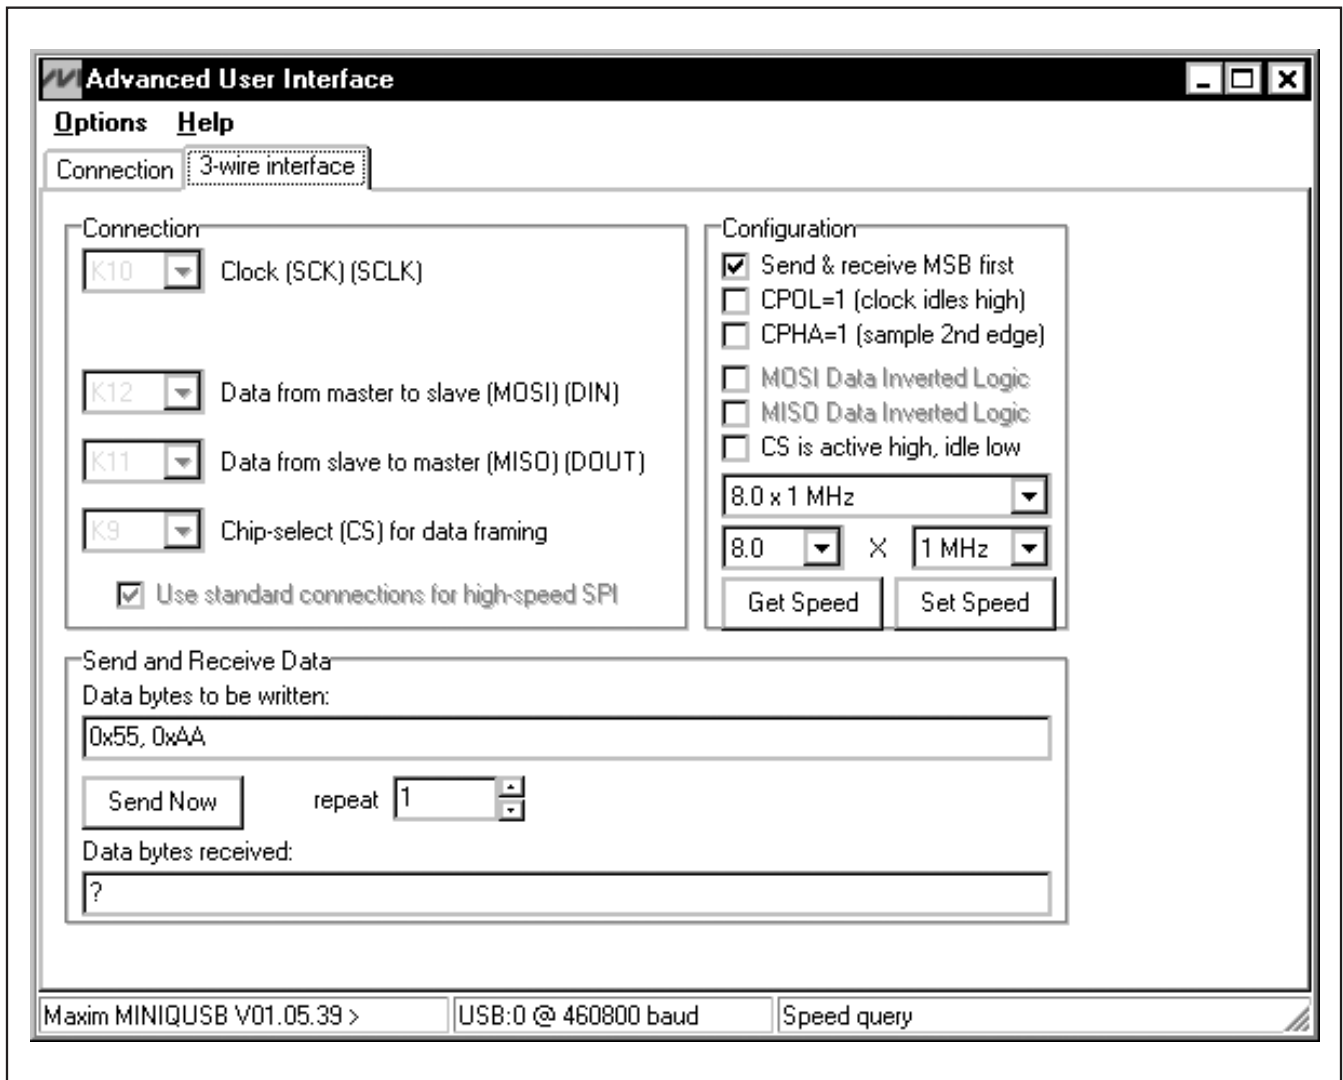 Advanced User Interface
Options Help
Connection 3-wire interface
Connection
K10 Clock (SCK) (SCLK)
K12 Data from master to slave (MOSI) (DIN)
K11 Data from slave to master (MISO) (DOUT)
K9 Chip-select (CS) for data framing
Use standard connections for high-speed SPI
Configuration
Send & receive MSB first
CPOL=1 (clock idles high)
CPHA=1 (sample 2nd edge)
MOSI Data Inverted Logic
MISO Data Inverted Logic
CS is active high, idle low
8.0 x 1 MHz
8.0 X 1 MHz
Get Speed Set Speed
Send and Receive Data
Data bytes to be written:
0x55, 0xAA
Send Now repeat 1
Data bytes received:
?
Maxim MINIQUSB V01.05.39 > USB:0 @ 460800 baud Speed query